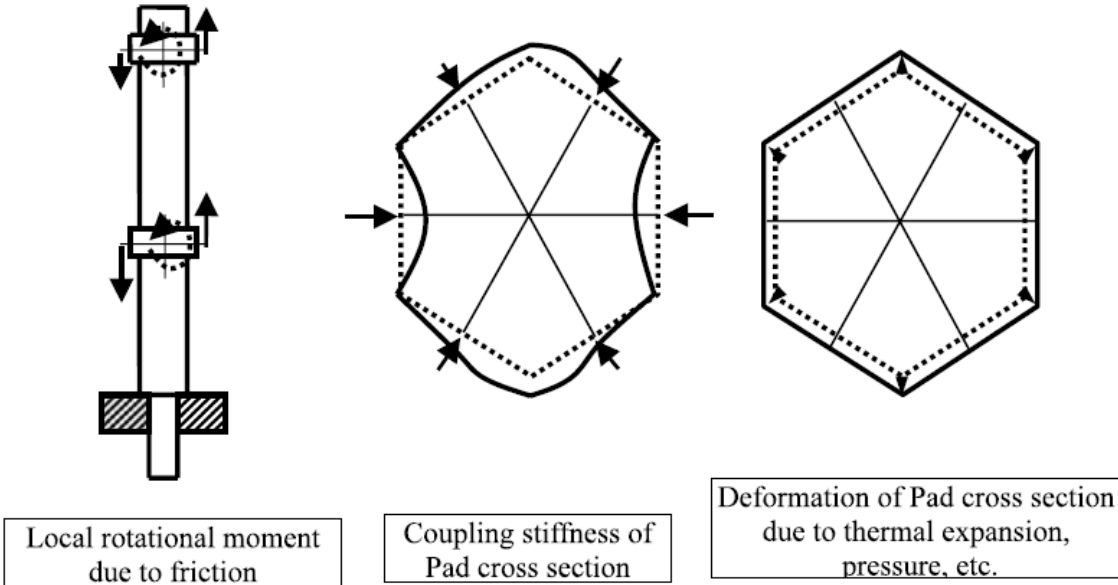 Local rotational moment
due to friction
Coupling stiffness of
Pad cross section
Deformation of Pad cross section
due to thermal expansion,
pressure, etc.